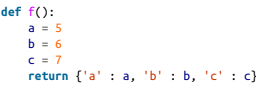 def f():
    a = 5
    b = 6
    c = 7
    return {'a' : a, 'b' : b, 'c' : c}